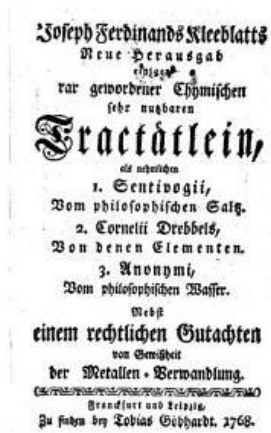 Joseph Ferdinands Kleeblatts
Neue Herausgab
einiger
rar gewordener Chymischen
sehr nutzbaren
Tractätlein,
als nehmlichen
1. Sentivogii,
Vom philosophischen Saltz.
2. Cornelii Drebbels,
Von denen Elementen.
3. Anonymi,
Vom philosophischen Wasser.
Nebst
einem rechtlichen Gutachten
von Gewißheit
der Metallen-Verwandlung.
Franckfurt und Leipzig,
Zu finden bey Tobias Göbhardt. 1768.